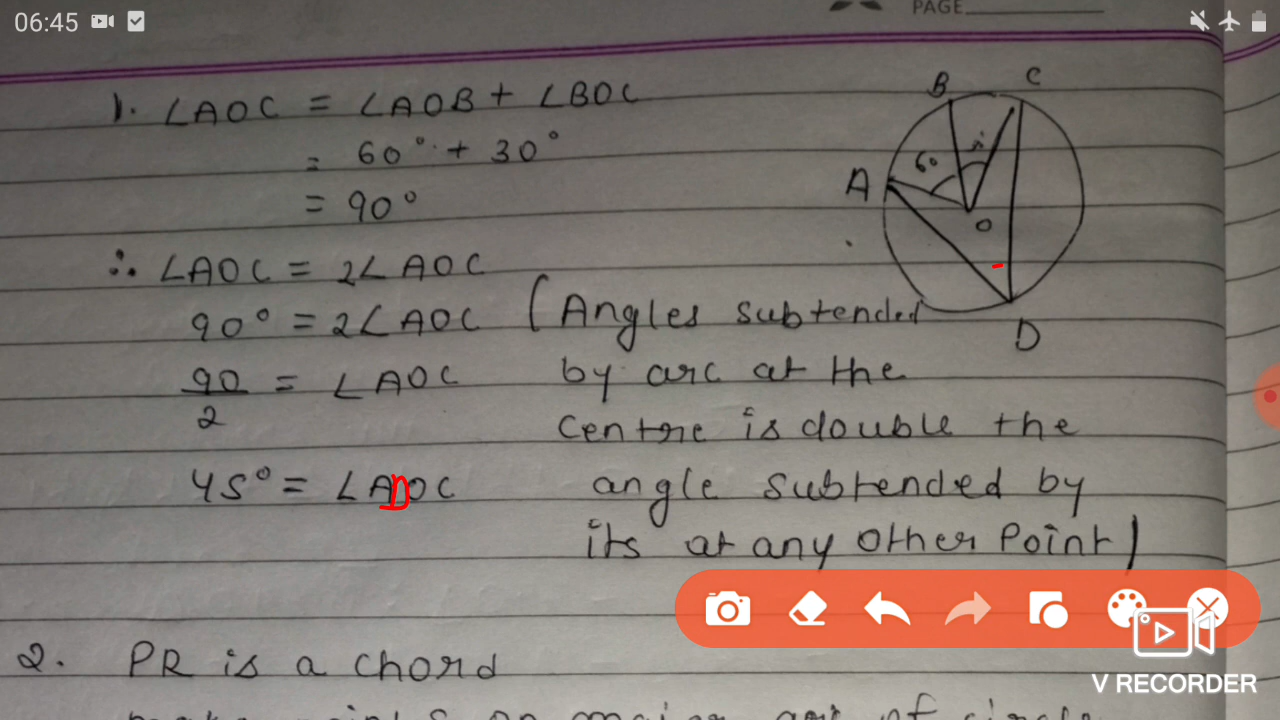 06:45
PAGE
1. ∠AOC = ∠AOB + ∠BOC
= 60° + 30°
= 90°
∴ ∠AOC = 2∠AOC
90° = 2∠AOC (Angles subtended
90/2 = ∠AOC by arc at the
centre is double the
45° = ∠ADOC angle subtended by
its at any other Point)
B C
60
A
O
D
2. PR is a chord
V RECORDER